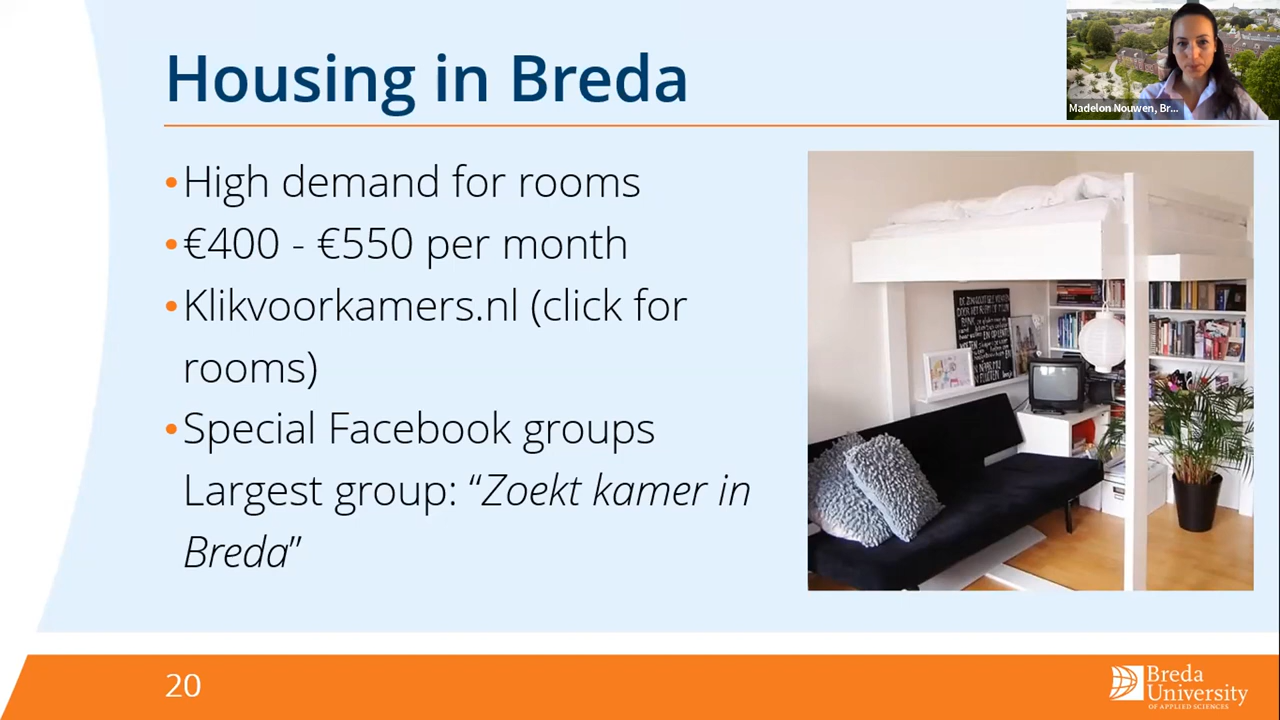 Housing in Breda
Madelon Nouwen, Br...
•High demand for rooms
•€400 - €550 per month
•Klikvoorkamers.nl (click for
rooms)
•Special Facebook groups
Largest group: “Zoekt kamer in
Breda”
20
Breda
University
OF APPLIED SCIENCES